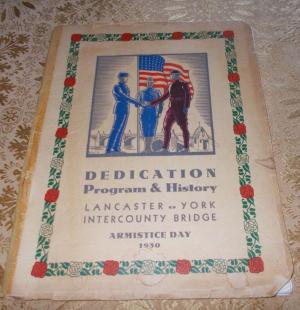 DEDICATION
Program & History
LANCASTER YORK
INTERCOUNTY BRIDGE
ARMISTICE DAY
1930